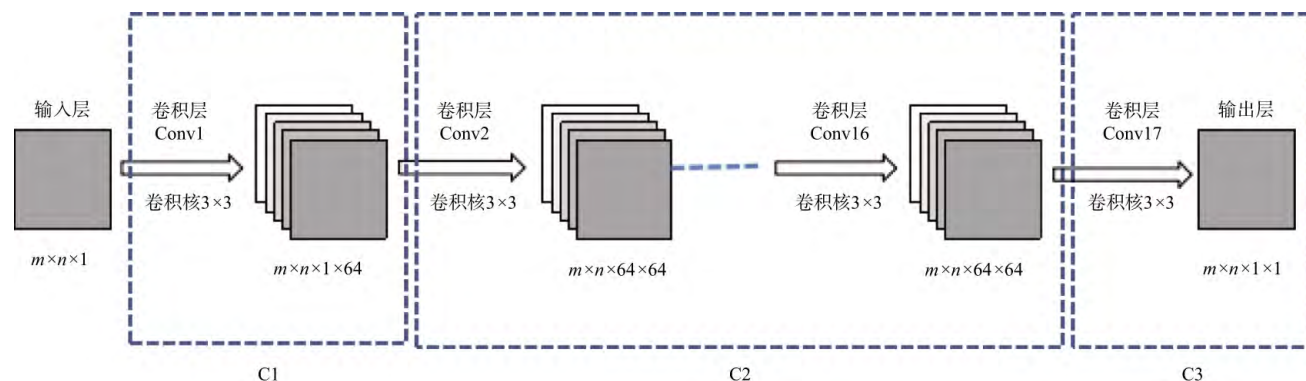 输入层
m×n×1
卷积层
Conv1
卷积核3×3
m×n×1×64
卷积层
Conv2
卷积核3×3
m×n×64×64
卷积层
Conv16
卷积核3×3
m×n×64×64
卷积层
Conv17
卷积核3×3
输出层
m×n×1×1
C1
C2
C3